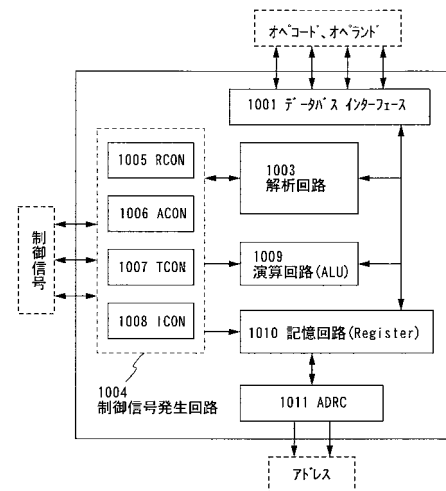 オペコード、オペランド
1001 データバス インターフェース
1005 RCON
1003
解析回路
1006 ACON
制御信号
1007 TCON
1009
演算回路(ALU)
1008 ICON
1010 記憶回路(Register)
1004
制御信号発生回路
1011 ADRC
アドレス